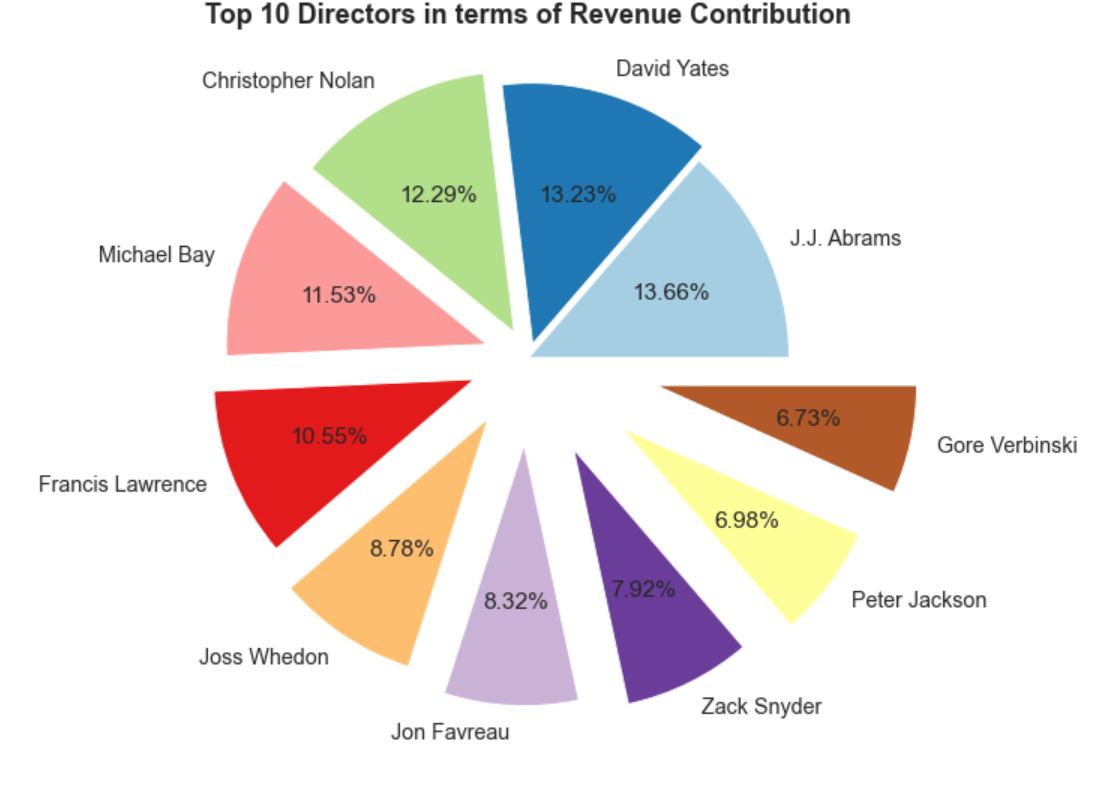 Top 10 Directors in terms of Revenue Contribution
David Yates
Christopher Nolan
12.29%
13.23%
J.J. Abrams
Michael Bay
13.66%
11.53%
6.73%
10.55%
Gore Verbinski
Francis Lawrence
6.98%
8.78%
7.92%
8.32%
Peter Jackson
Joss Whedon
Zack Snyder
Jon Favreau